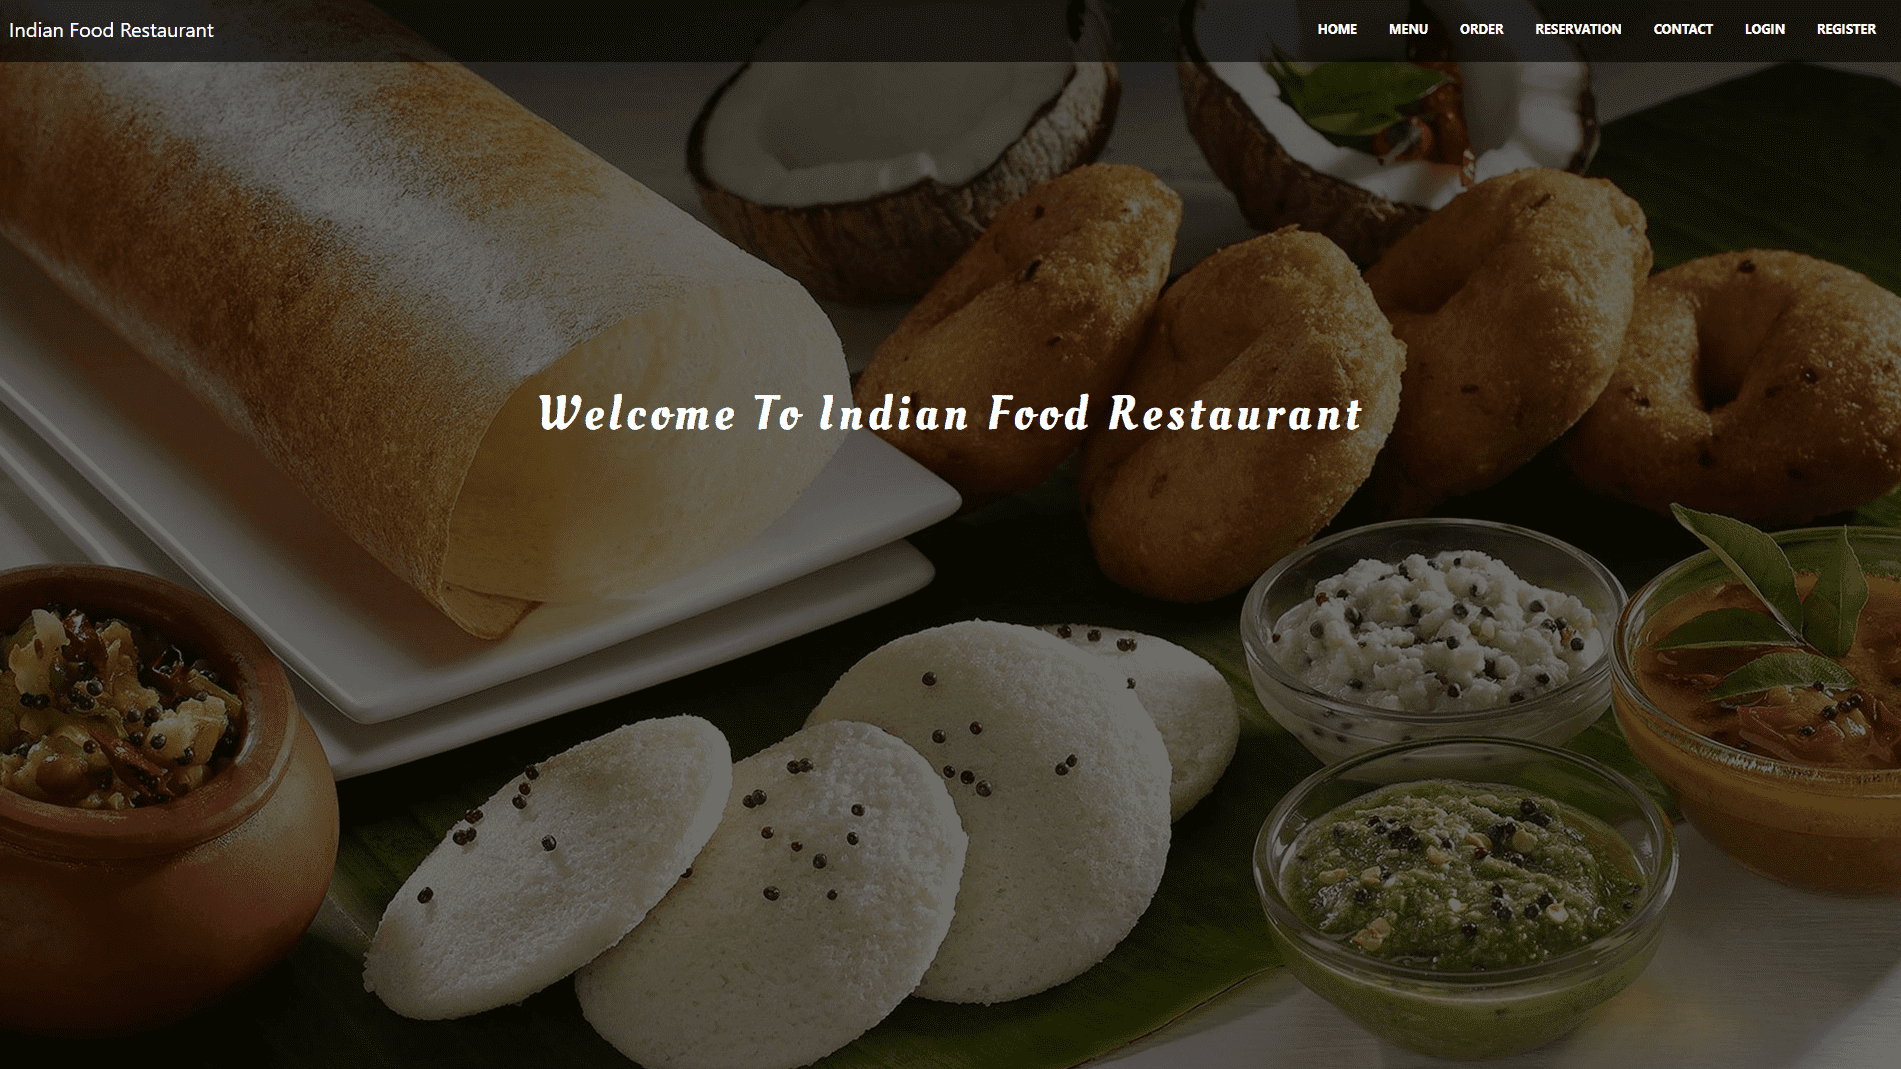 Indian Food Restaurant
HOME MENU ORDER RESERVATION CONTACT LOGIN REGISTER
Welcome To Indian Food Restaurant